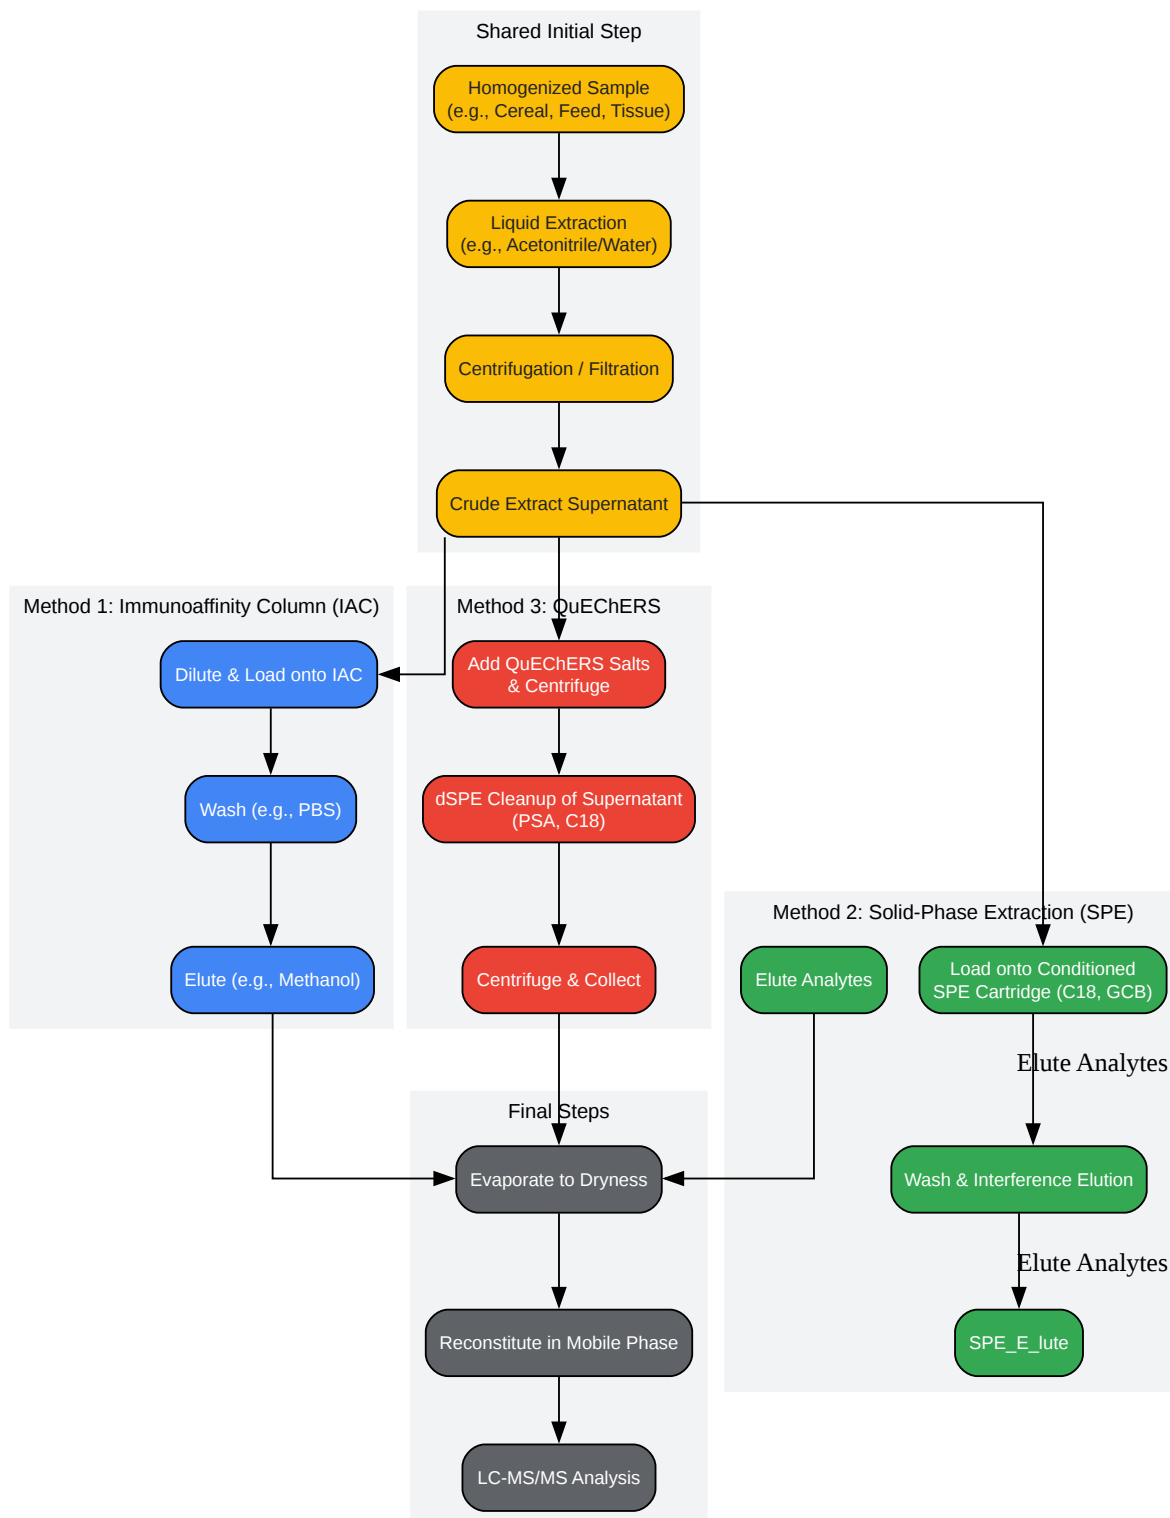 Shared Initial Step
Homogenized Sample
(e.g., Cereal, Feed, Tissue)
Liquid Extraction
(e.g., Acetonitrile/Water)
Centrifugation / Filtration
Crude Extract Supernatant
Method 1: Immunoaffinity Column (IAC)
Dilute & Load onto IAC
Wash (e.g., PBS)
Elute (e.g., Methanol)
Method 3: QuEChERS
Add QuEChERS Salts
& Centrifuge
dSPE Cleanup of Supernatant
(PSA, C18)
Centrifuge & Collect
Method 2: Solid-Phase Extraction (SPE)
Elute Analytes
Load onto Conditioned
SPE Cartridge (C18, GCB)
Elute Analytes
Wash & Interference Elution
Elute Analytes
SPE_E_lute
Final Steps
Evaporate to Dryness
Reconstitute in Mobile Phase
LC-MS/MS Analysis